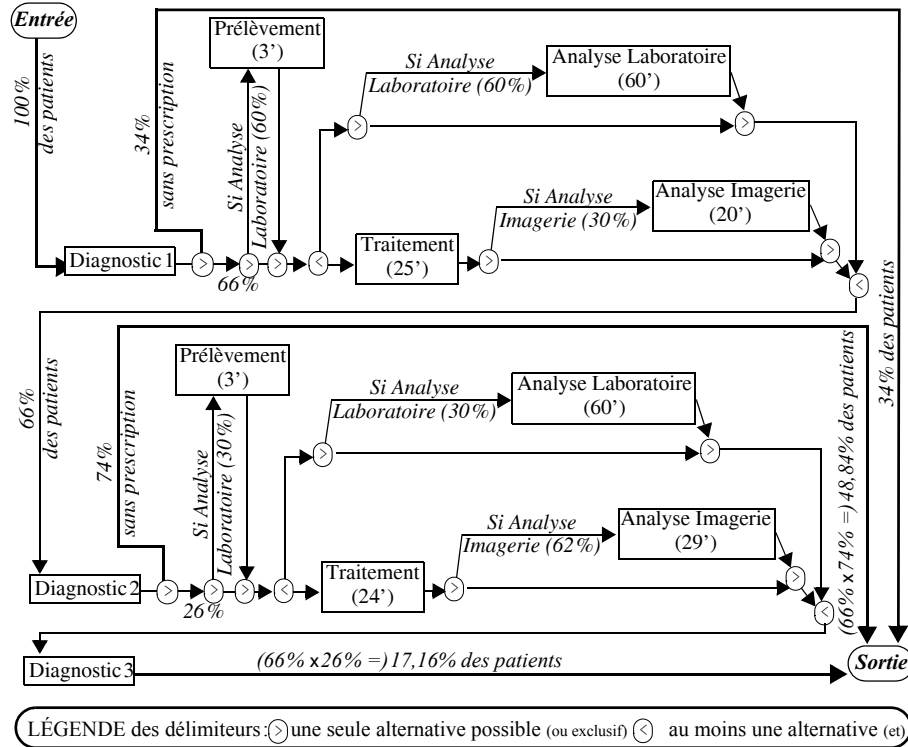 Entrée
100%
des patients
34%
sans prescription
Prélèvement
(3’)
Si Analyse
Laboratoire (60%)
Si Analyse
Laboratoire (60%)
Analyse Laboratoire
(60’)
Si Analyse
Imagerie (30%)
Analyse Imagerie
(20’)
Diagnostic 1
66%
Traitement
(25’)
34% des patients
66%
des patients
74%
sans prescription
Prélèvement
(3’)
Si Analyse
Laboratoire (30%)
Si Analyse
Laboratoire (30%)
Analyse Laboratoire
(60’)
Si Analyse
Imagerie (62%)
Analyse Imagerie
(29’)
Diagnostic 2
26%
Traitement
(24’)
(66% x 74% =) 48,84% des patients
Diagnostic 3
(66% x 26% =) 17,16% des patients
Sortie
LÉGENDE des délimiteurs : > une seule alternative possible (ou exclusif) < au moins une alternative (et)